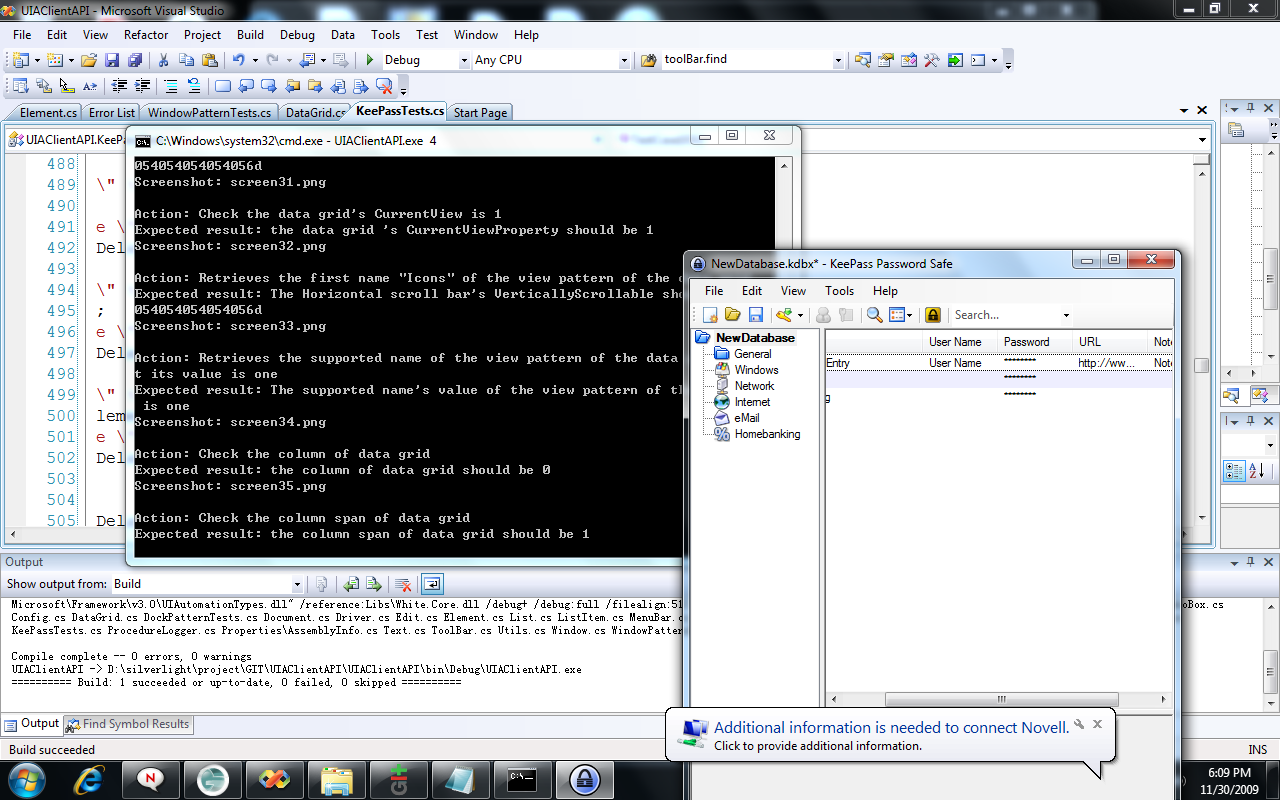 UIAClientAPI - Microsoft Visual Studio
File Edit View Refactor Project Build Debug Data Tools Test Window Help
Debug Any CPU toolBar.find
Element.cs Error List WindowPatternTests.cs DataGrid.cs KeePassTests.cs Start Page
UIAClientAPI.KeeP
C:\Windows\system32\cmd.exe - UIAClientAPI.exe 4
488
489 \"
490
491 e \
492 Del
493
494 \"
495 ;
496 e \
497 Del
498
499 \"
500 lem
501 e \
502 Del
503
504
505 Del
054054054054056d
Screenshot: screen31.png
Action: Check the data grid's CurrentView is 1
Expected result: the data grid 's CurrentViewProperty should be 1
Screenshot: screen32.png
Action: Retrieves the first name "Icons" of the view pattern of the
Expected result: The Horizontal scroll bar's VerticallyScrollable sho
054054054054056d
Screenshot: screen33.png
Action: Retrieves the supported name of the view pattern of the data
t its value is one
Expected result: The supported name's value of the view pattern of th
is one
Screenshot: screen34.png
Action: Check the column of data grid
Expected result: the column of data grid should be 0
Screenshot: screen35.png
Action: Check the column span of data grid
Expected result: the column span of data grid should be 1
NewDatabase.kdbx* - KeePass Password Safe
File Edit View Tools Help
Search...
NewDatabase
General
Windows
Network
Internet
eMail
Homebanking
User Name Password URL Note
Entry User Name ******** http://ww... Note
********
g ********
Output
Show output from: Build
Microsoft\Framework\v3.0\UIAutomationTypes.dll" /reference:Libs\White.Core.dll /debug+ /debug:full /filealign:51 oBox.cs
Config.cs DataGrid.cs DockPatternTests.cs Document.cs Driver.cs Edit.cs Element.cs List.cs ListItem.cs MenuBar.c
KeePassTests.cs ProcedureLogger.cs Properties\AssemblyInfo.cs Text.cs ToolBar.cs Utils.cs Window.cs WindowPatter
Compile complete -- 0 errors, 0 warnings
UIAClientAPI -> D:\silverlight\project\GIT\UIAClientAPI\UIAClientAPI\bin\Debug\UIAClientAPI.exe
========== Build: 1 succeeded or up-to-date, 0 failed, 0 skipped ==========
Output Find Symbol Results
Build succeeded INS
Additional information is needed to connect Novell.
Click to provide additional information.
6:09 PM
11/30/2009